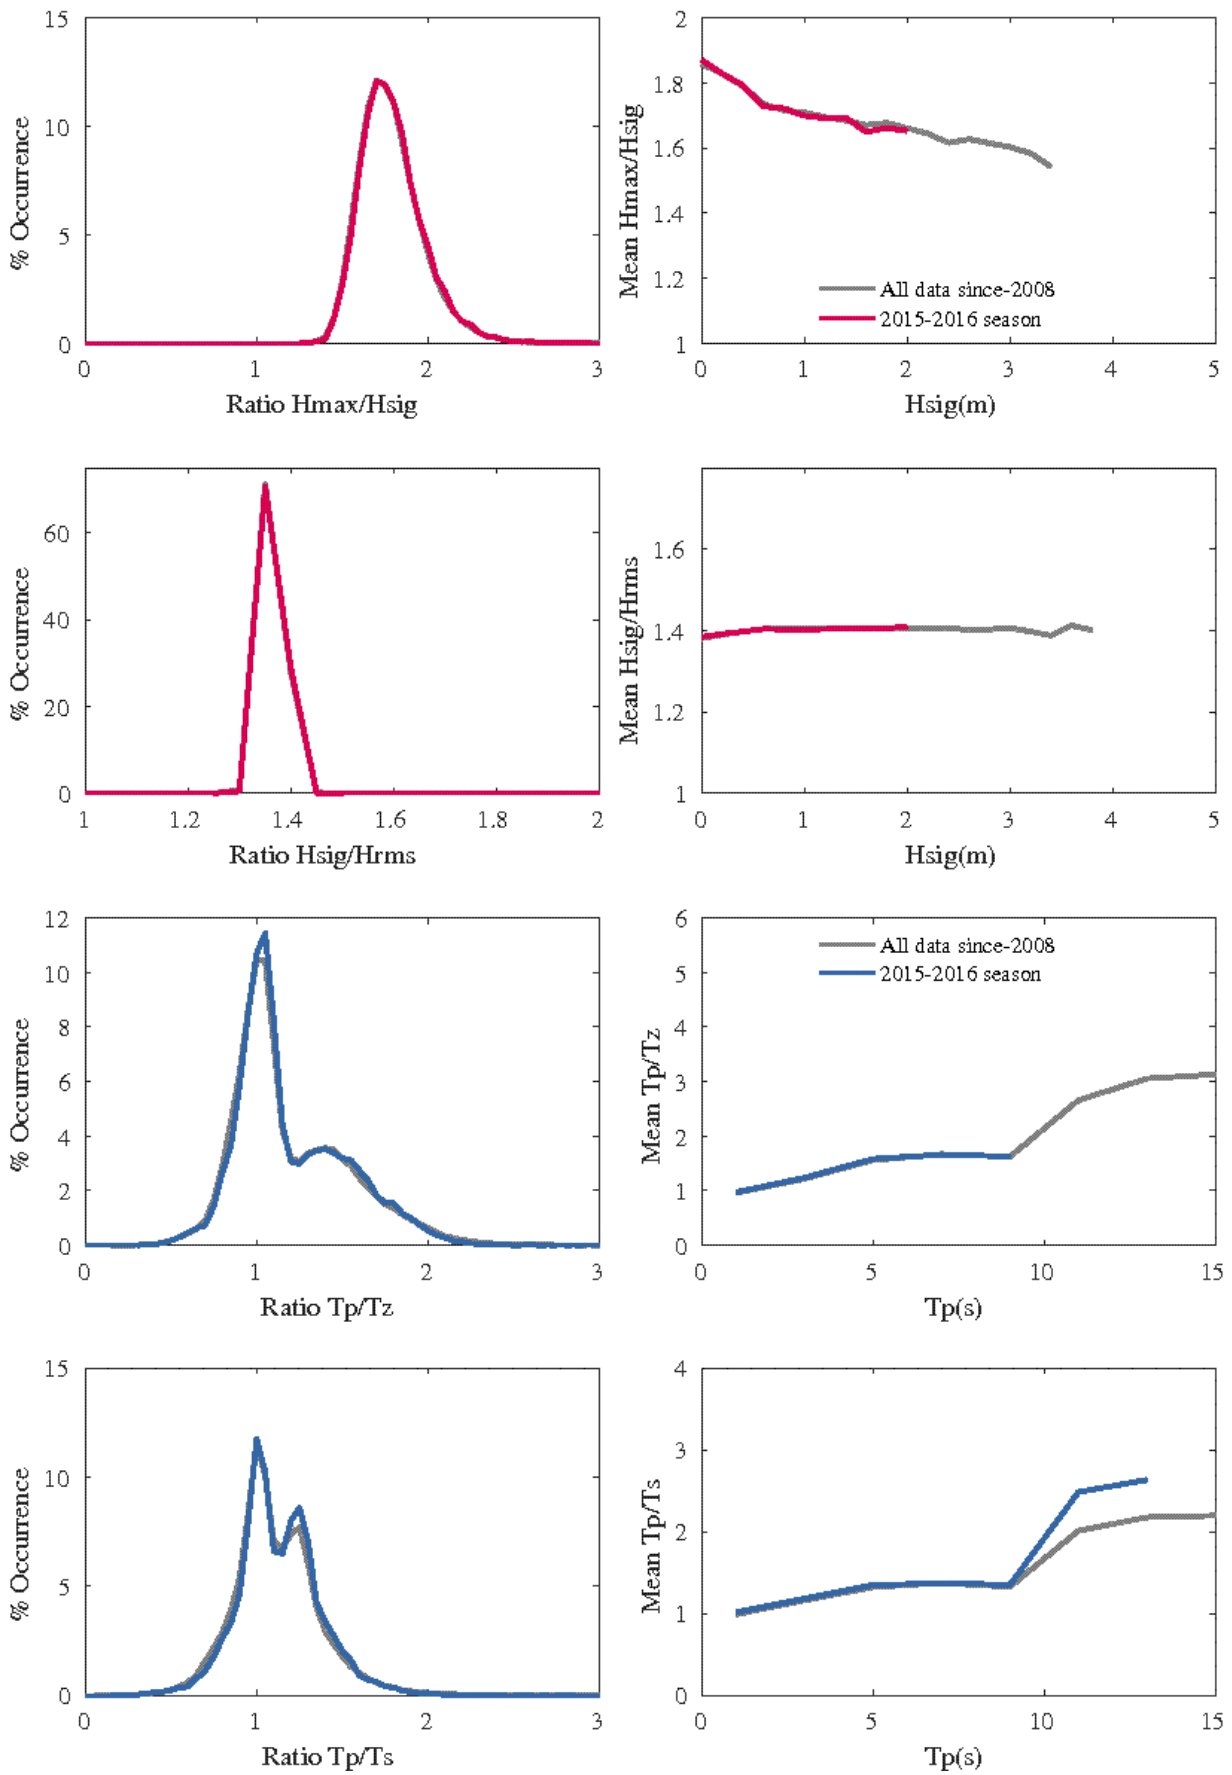 15
10
5
0
% Occurrence
0 1 2 3
Ratio Hmax/Hsig
2
1.8
1.6
1.4
1.2
1
Mean Hmax/Hsig
All data since-2008
2015-2016 season
0 1 2 3 4 5
Hsig(m)
60
40
20
0
% Occurrence
1 1.2 1.4 1.6 1.8 2
Ratio Hsig/Hrms
1.6
1.4
1.2
1
Mean Hsig/Hrms
0 1 2 3 4 5
Hsig(m)
12
10
8
6
4
2
0
% Occurrence
0 1 2 3
Ratio Tp/Tz
6
5
4
3
2
1
0
Mean Tp/Tz
All data since-2008
2015-2016 season
0 5 10 15
Tp(s)
15
10
5
0
% Occurrence
0 1 2 3
Ratio Tp/Ts
4
3
2
1
0
Mean Tp/Ts
0 5 10 15
Tp(s)